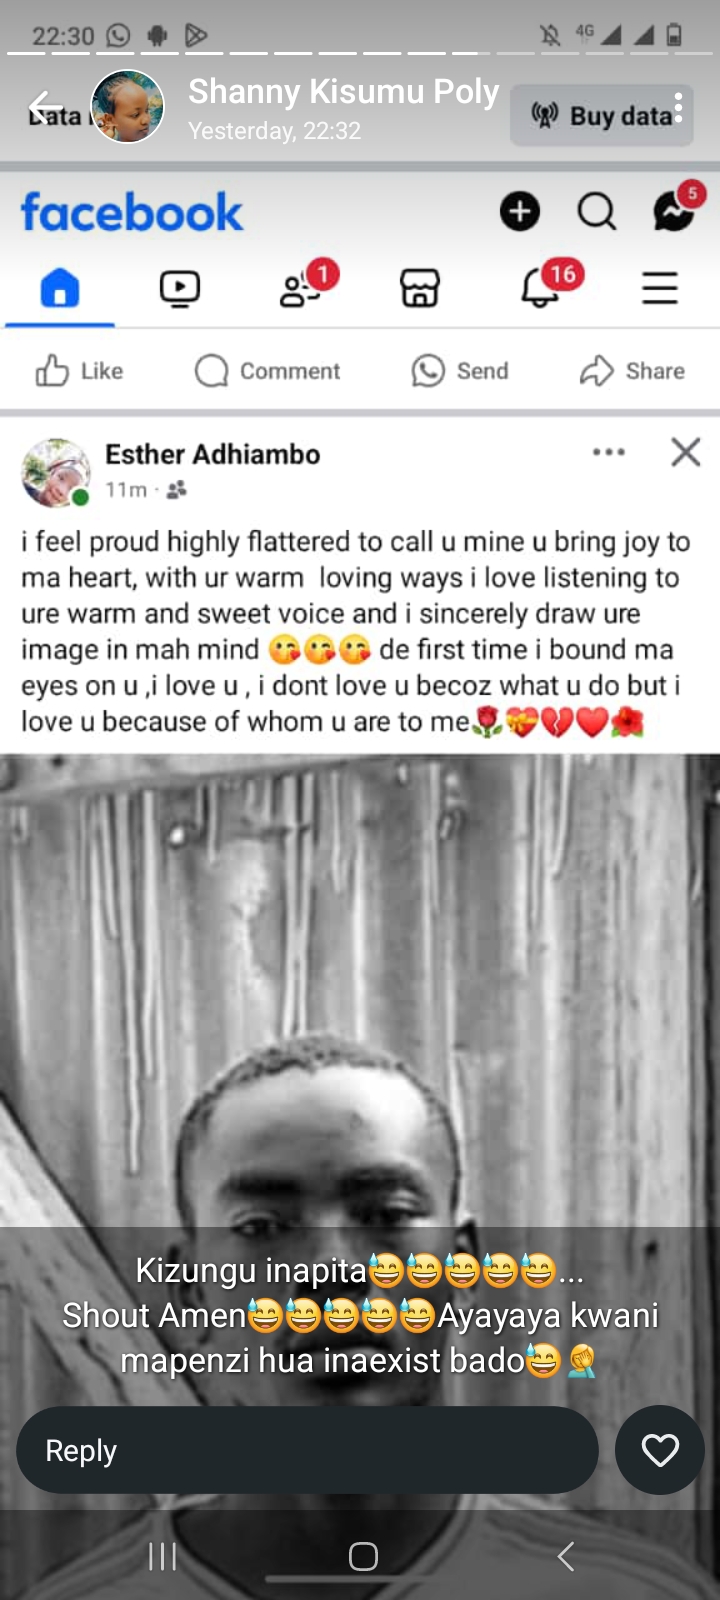 22:30
4G
Shanny Kisumu Poly
Yesterday, 22:32
Data
Buy data
facebook
5
1
16
Like Comment Send Share
Esther Adhiambo
11m
i feel proud highly flattered to call u mine u bring joy to
ma heart, with ur warm loving ways i love listening to
ure warm and sweet voice and i sincerely draw ure
image in mah mind 😘😘😘 de first time i bound ma
eyes on u ,i love u , i dont love u becoz what u do but i
love u because of whom u are to me🌹💝💔❤️🌺
Kizungu inapita😅😅😅😅😅...
Shout Amen😅😅😅😅😅Ayayaya kwani
mapenzi hua inaexist bado😅🤦
Reply